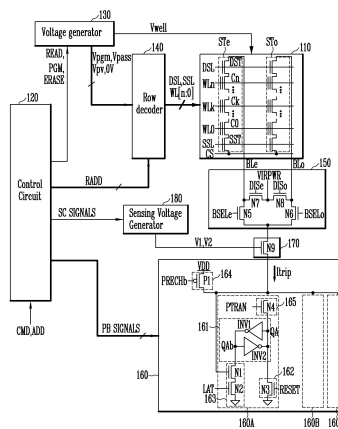 130
Voltage generator
Vwell
READ,
PGM,
ERASE
Vpgm,Vpass
Vpv,0V
140
Row
decoder
DSL,SSL
WL[n:0]
110
STe
STo
DSL
DST
WLn
Cn
WLk
Ck
WL0
C0
SSL
SST
CS
BLe
BLo
150
VIRPWR
DISe
DISo
N7
N8
BSELe
N5
N6
BSELo
120
Control
Circuit
RADD
SC SIGNALS
180
Sensing Voltage
Generator
V1,V2
N9
170
CMD,ADD
PB SIGNALS
Itrip
VDD
164
PRECHb
P1
PTRAN
N4
165
161
INV1
QAb
QA
INV2
162
N1
LAT
N2
N3
RESET
163
160
160A
160B